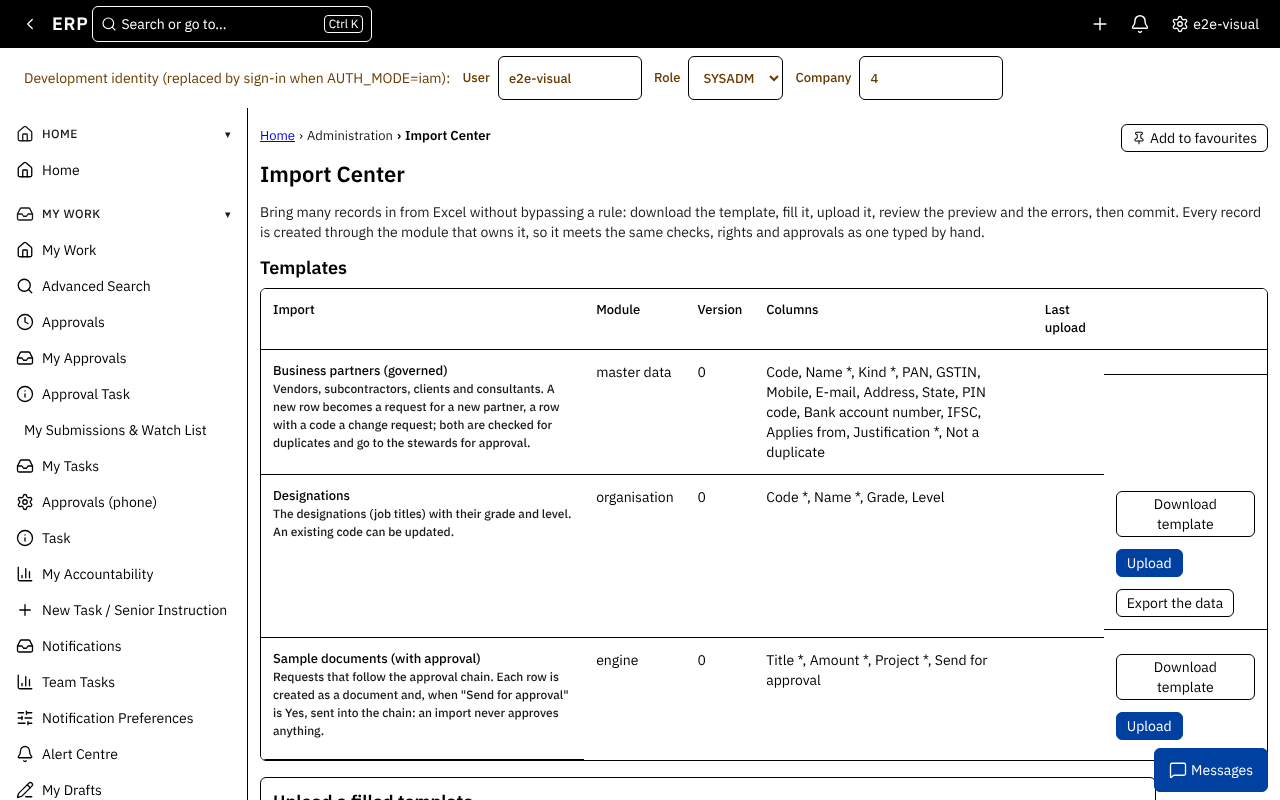 ERP
Search or go to...
Ctrl K
e2e-visual
Development identity (replaced by sign-in when AUTH_MODE=iam):
User
e2e-visual
Role
SYSADM
Company
4
HOME
Home
MY WORK
My Work
Advanced Search
Approvals
My Approvals
Approval Task
My Submissions & Watch List
My Tasks
Approvals (phone)
Task
My Accountability
New Task / Senior Instruction
Notifications
Team Tasks
Notification Preferences
Alert Centre
My Drafts
Home › Administration › Import Center
Add to favourites
Import Center
Bring many records in from Excel without bypassing a rule: download the template, fill it, upload it, review the preview and the errors, then commit. Every record
is created through the module that owns it, so it meets the same checks, rights and approvals as one typed by hand.
Templates
Import
Module
Version
Columns
Last
upload
Business partners (governed)
Vendors, subcontractors, clients and consultants. A
new row becomes a request for a new partner, a row
with a code a change request; both are checked for
duplicates and go to the stewards for approval.
master data
0
Code, Name *, Kind *, PAN, GSTIN,
Mobile, E-mail, Address, State, PIN
code, Bank account number, IFSC,
Applies from, Justification *, Not a
duplicate
Designations
The designations (job titles) with their grade and level.
An existing code can be updated.
organisation
0
Code *, Name *, Grade, Level
Download
template
Upload
Export the data
Sample documents (with approval)
Requests that follow the approval chain. Each row is
created as a document and, when "Send for approval"
is Yes, sent into the chain: an import never approves
anything.
engine
0
Title *, Amount *, Project *, Send for
approval
Download
template
Upload
Messages
Upload a filled template